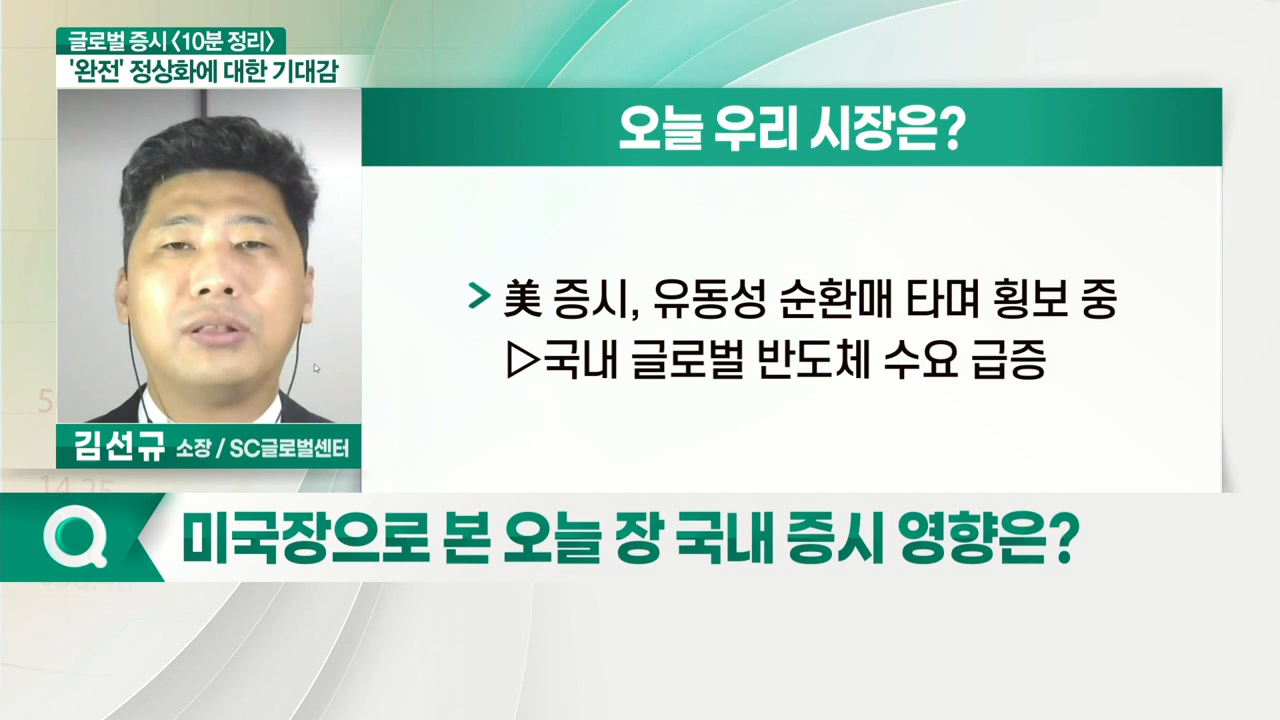 글로벌 증시 <10분 정리>
'완전' 정상화에 대한 기대감
오늘 우리 시장은?
> 美 증시, 유동성 순환매 타며 횡보 중
▷국내 글로벌 반도체 수요 급증
김선규 소장 / SC글로벌센터
미국장으로 본 오늘 장 국내 증시 영향은?